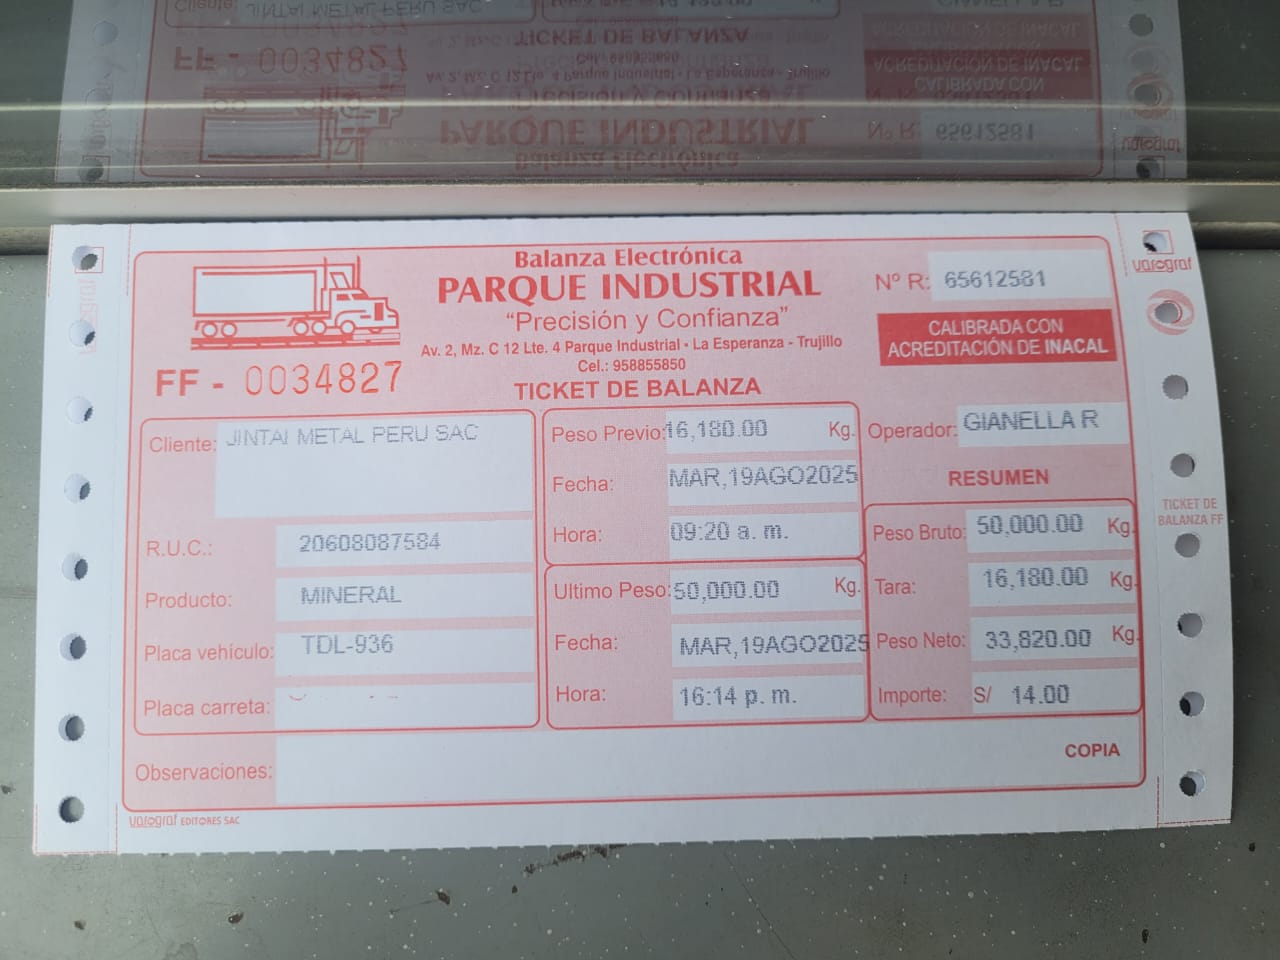 Balanza Electrónica
PARQUE INDUSTRIAL
"Precisión y Confianza"
Av. 2, Mz. C 12 Lte. 4 Parque Industrial - La Esperanza - Trujillo
Cel.: 958855850
TICKET DE BALANZA
FF - 0034827
Nº R: 65612581
CALIBRADA CON
ACREDITACIÓN DE INACAL
Cliente: JINTAI METAL PERU SAC
R.U.C.: 20608087584
Producto: MINERAL
Placa vehículo: TDL-936
Placa carreta:
Peso Previo: 16,180.00 Kg.
Fecha: MAR,19AGO2025
Hora: 09:20 a. m.
Ultimo Peso: 50,000.00 Kg.
Fecha: MAR,19AGO2025
Hora: 16:14 p. m.
Operador: GIANELLA R
RESUMEN
Peso Bruto: 50,000.00 Kg.
Tara: 16,180.00 Kg.
Peso Neto: 33,820.00 Kg.
Importe: S/ 14.00
Observaciones:
COPIA
varograf EDITORES SAC
varograf
TICKET DE
BALANZA FF